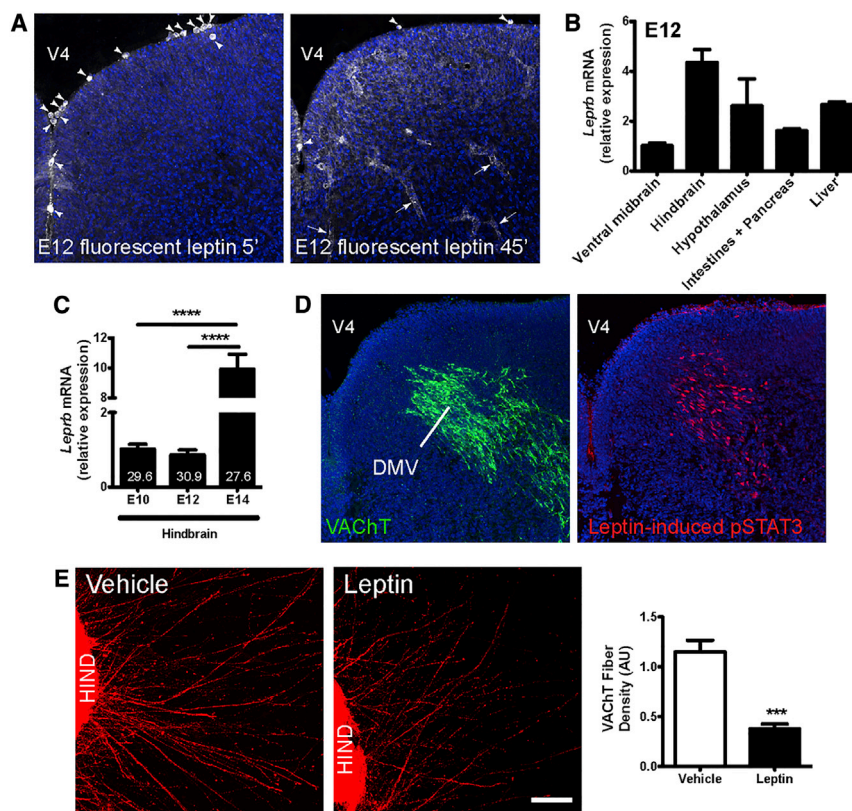 A
V4
E12 fluorescent leptin 5'
E12 fluorescent leptin 45'
B
E12
Leprb mRNA
(relative expression)
6
4
2
0
Ventral midbrain
Hindbrain
Hypothalamus
Intestines + Pancreas
Liver
C
****
****
Leprb mRNA
(relative expression)
12
10
8
6
2
0
29.6
30.9
27.6
E10
E12
E14
Hindbrain
D
V4
DMV
VAChT
V4
Leptin-induced pSTAT3
E
Vehicle
HIND
Leptin
HIND
VAChT Fiber
Density (AU)
1.5
1.0
0.5
0.0
***
Vehicle
Leptin